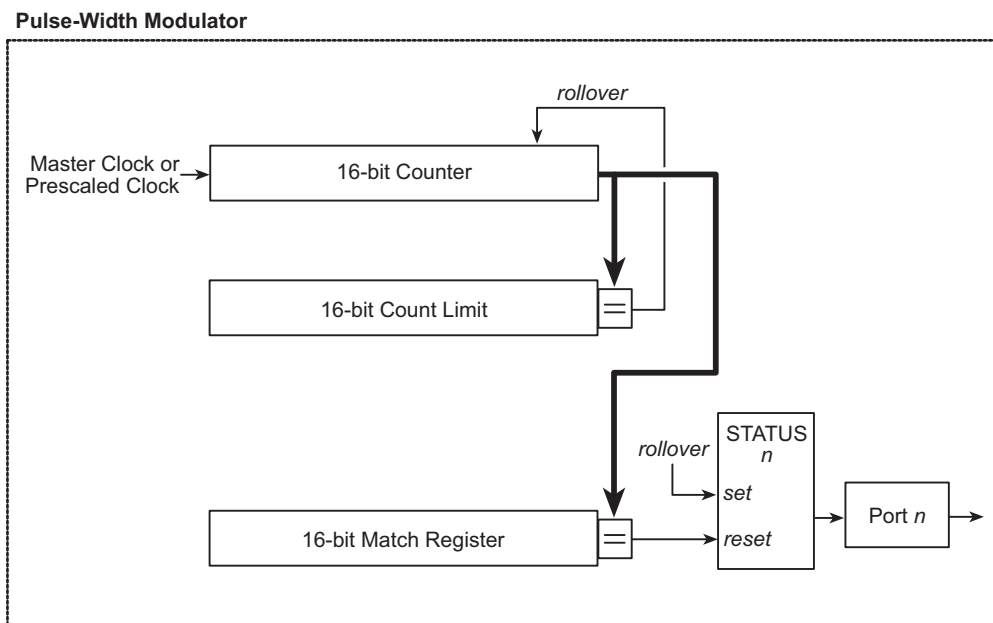 Pulse-Width Modulator
rollover
Master Clock or
Prescaled Clock
16-bit Counter
16-bit Count Limit
=
rollover
STATUS
n
set
reset
Port n
16-bit Match Register
=